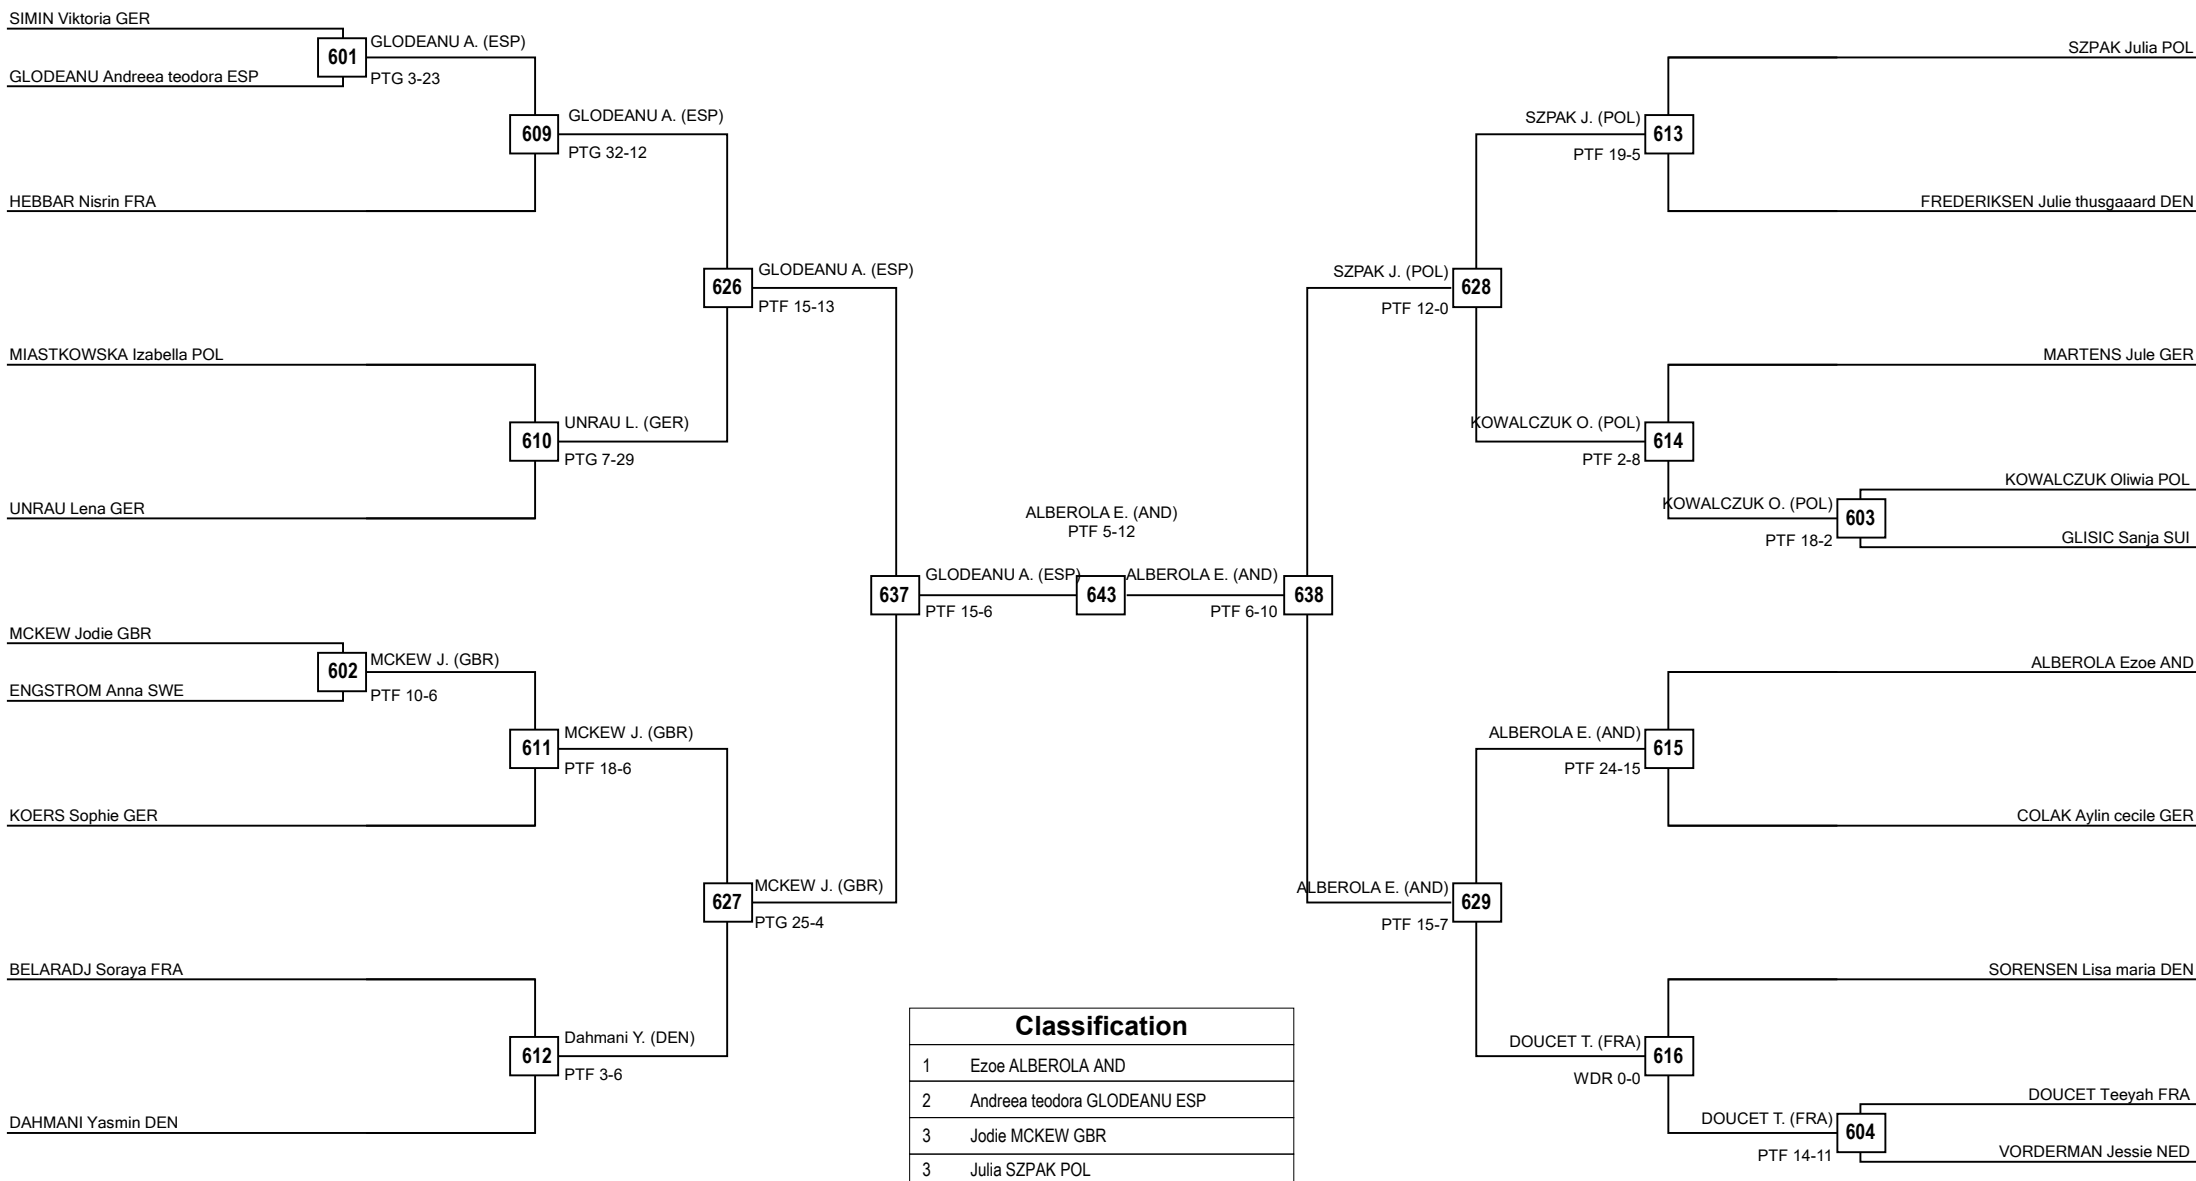 SIMIN Viktoria GER
601
GLODEANU A. (ESP)
GLODEANU Andreea teodora ESP
PTG 3-23
609
GLODEANU A. (ESP)
PTG 32-12
HEBBAR Nisrin FRA
626
GLODEANU A. (ESP)
PTF 15-13
MIASTKOWSKA Izabella POL
610
UNRAU L. (GER)
PTG 7-29
UNRAU Lena GER
MCKEW Jodie GBR
602
MCKEW J. (GBR)
ENGSTROM Anna SWE
PTF 10-6
611
MCKEW J. (GBR)
PTF 18-6
KOERS Sophie GER
627
MCKEW J. (GBR)
PTG 25-4
BELARADJ Soraya FRA
612
Dahmani Y. (DEN)
PTF 3-6
DAHMANI Yasmin DEN
637
GLODEANU A. (ESP)
PTF 15-6
ALBEROLA E. (AND)
PTF 5-12
643
ALBEROLA E. (AND)
PTF 6-10
638
SZPAK Julia POL
SZPAK J. (POL)
613
PTF 19-5
FREDERIKSEN Julie thusgaaard DEN
SZPAK J. (POL)
628
PTF 12-0
MARTENS Jule GER
KOWALCZUK O. (POL)
614
PTF 2-8
KOWALCZUK Oliwia POL
KOWALCZUK O. (POL)
603
PTF 18-2
GLISIC Sanja SUI
ALBEROLA Ezoe AND
ALBEROLA E. (AND)
615
PTF 24-15
COLAK Aylin cecile GER
ALBEROLA E. (AND)
629
PTF 15-7
SORENSEN Lisa maria DEN
DOUCET T. (FRA)
616
WDR 0-0
DOUCET Teeyah FRA
DOUCET T. (FRA)
604
PTF 14-11
VORDERMAN Jessie NED
Classification
1 Ezoe ALBEROLA AND
2 Andreea teodora GLODEANU ESP
3 Jodie MCKEW GBR
3 Julia SZPAK POL